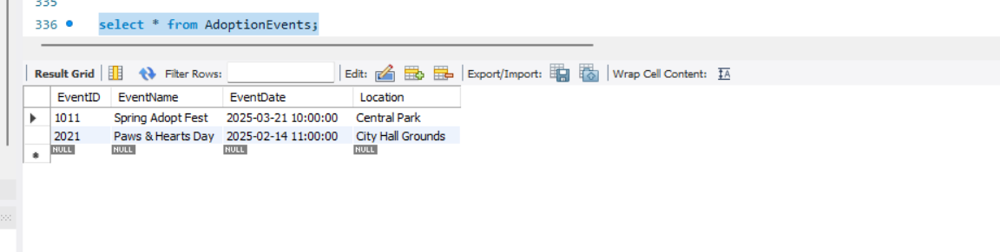 335
336 select * from AdoptionEvents;
Result Grid Filter Rows: Edit: Export/Import: Wrap Cell Content:
EventID EventName EventDate Location
1011 Spring Adopt Fest 2025-03-21 10:00:00 Central Park
2021 Paws & Hearts Day 2025-02-14 11:00:00 City Hall Grounds
NULL NULL NULL NULL